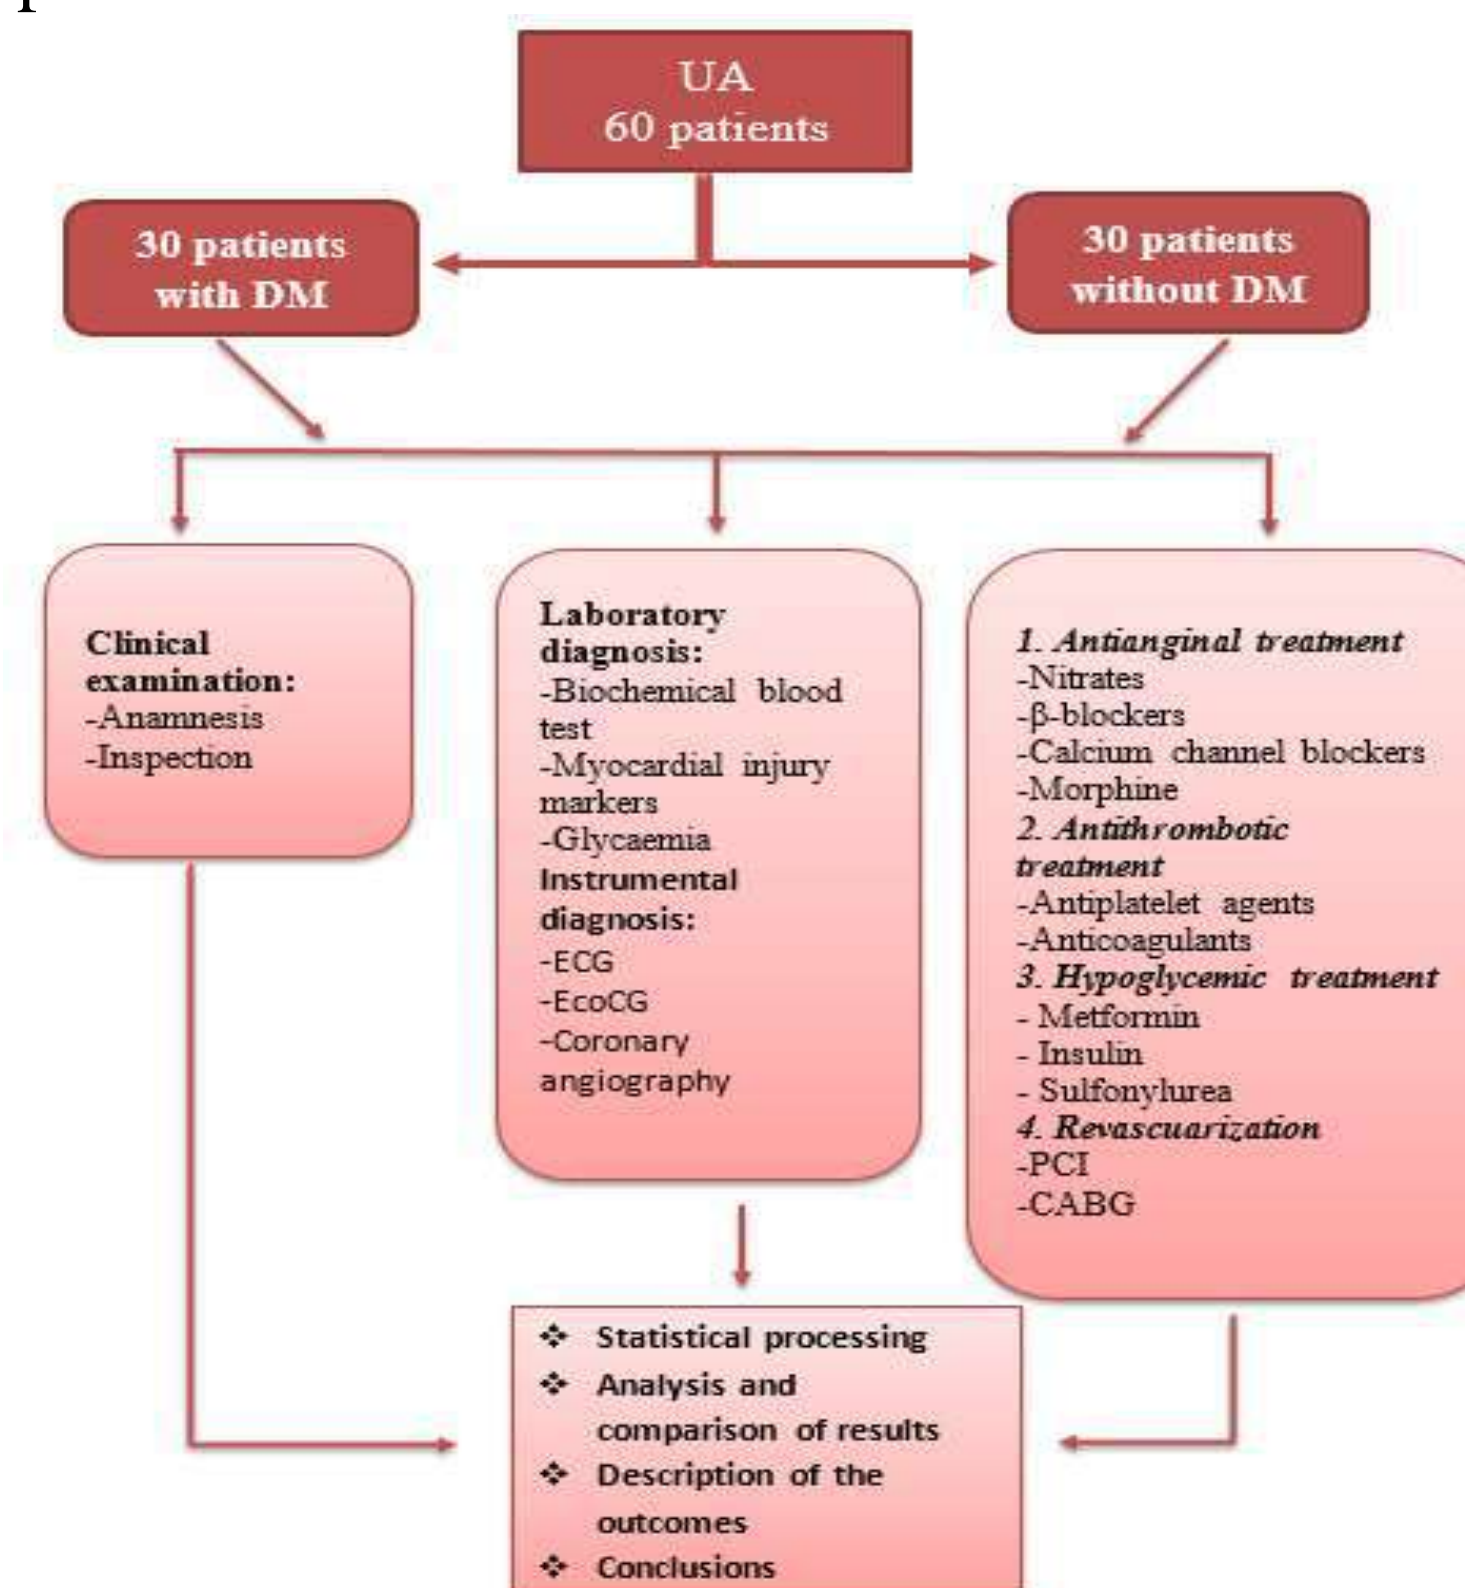 UA
60 patients
30 patients
with DM
30 patients
without DM
Clinical
examination:
-Anamnesis
-Inspection
Laboratory
diagnosis:
-Biochemical blood
test
-Myocardial injury
markers
-Glycaemia
Instrumental
diagnosis:
-ECG
-EcoCG
-Coronary
angiography
1. Antianginal treatment
-Nitrates
-β-blockers
-Calcium channel blockers
-Morphine
2. Antithrombotic
treatment
-Antiplatelet agents
-Anticoagulants
3. Hypoglycemic treatment
- Metformin
- Insulin
- Sulfonylurea
4. Revascuarization
-PCI
-CABG
❖ Statistical processing
❖ Analysis and
comparison of results
❖ Description of the
outcomes
❖ Conclusions